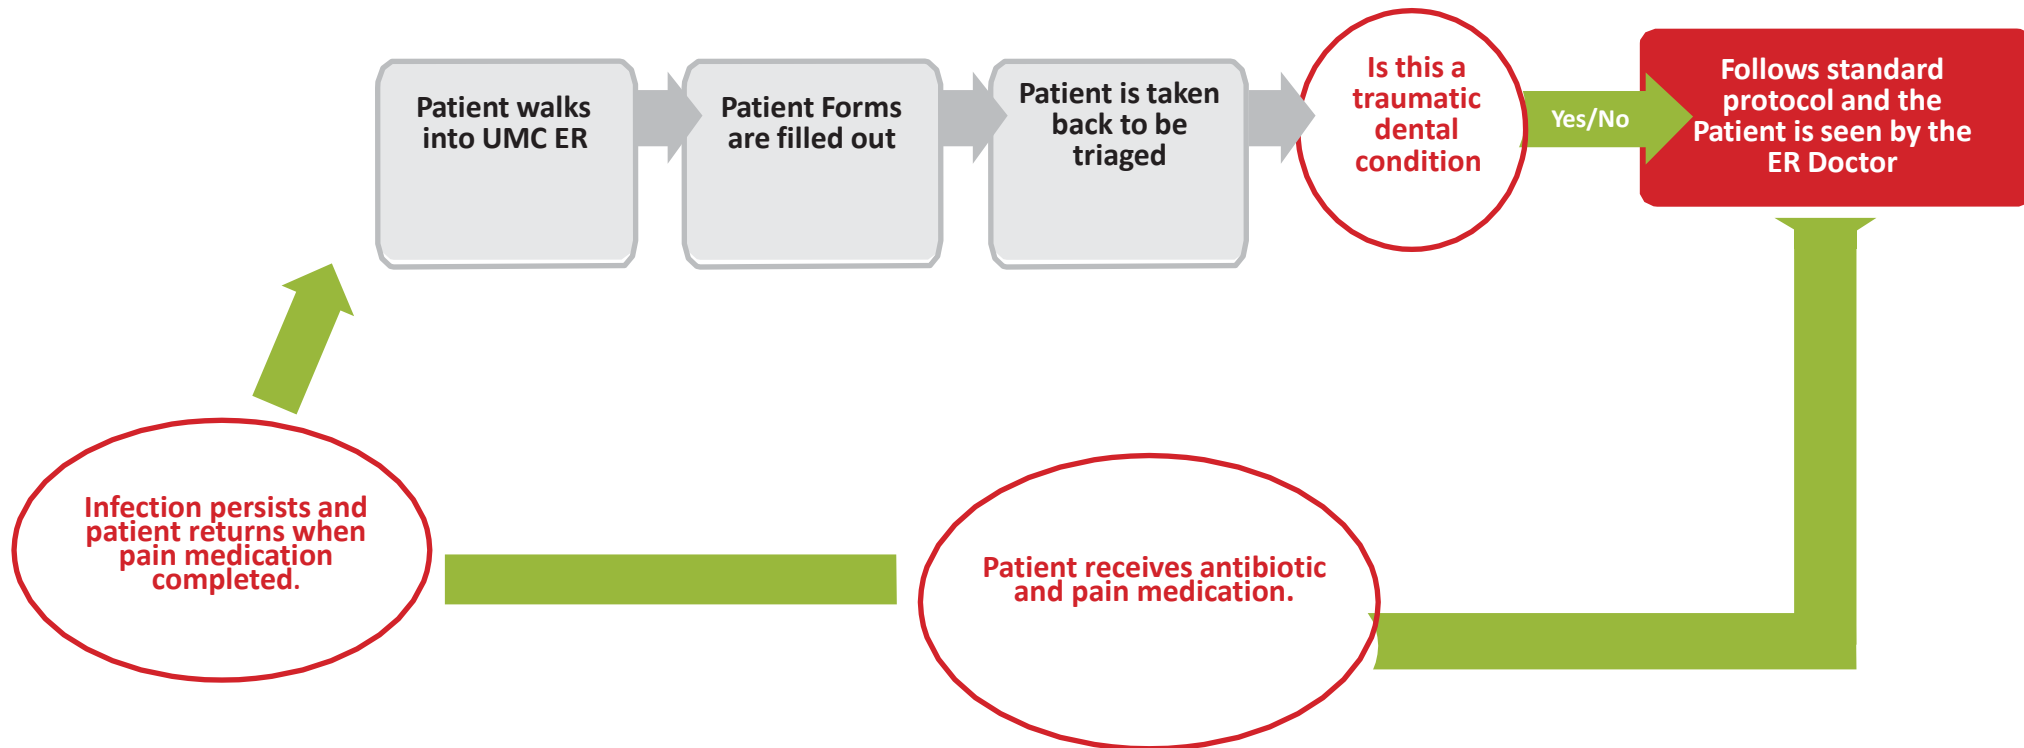 Patient walks
into UMC ER
Patient Forms
are filled out
Patient is taken
back to be
triaged
Is this a
traumatic
dental
condition
Yes/No
Follows standard
protocol and the
Patient is seen by the
ER Doctor
Infection persists and
patient returns when
pain medication
completed.
Patient receives antibiotic
and pain medication.